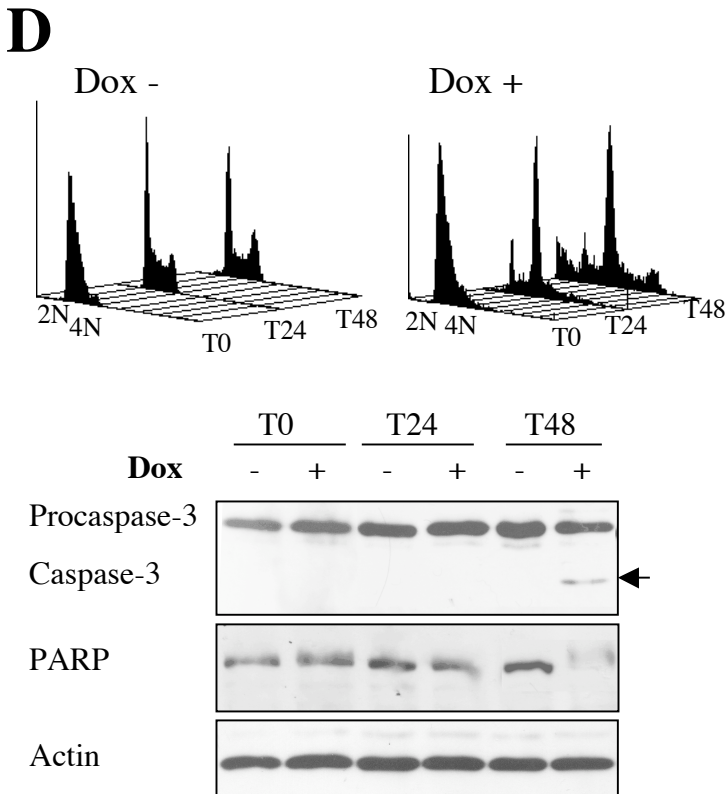 D
Dox - Dox +
2N 4N T0 T24 T48 2N 4N T0 T24 T48
T0 T24 T48
Dox - + - + - +
Procaspase-3
Caspase-3
PARP
Actin